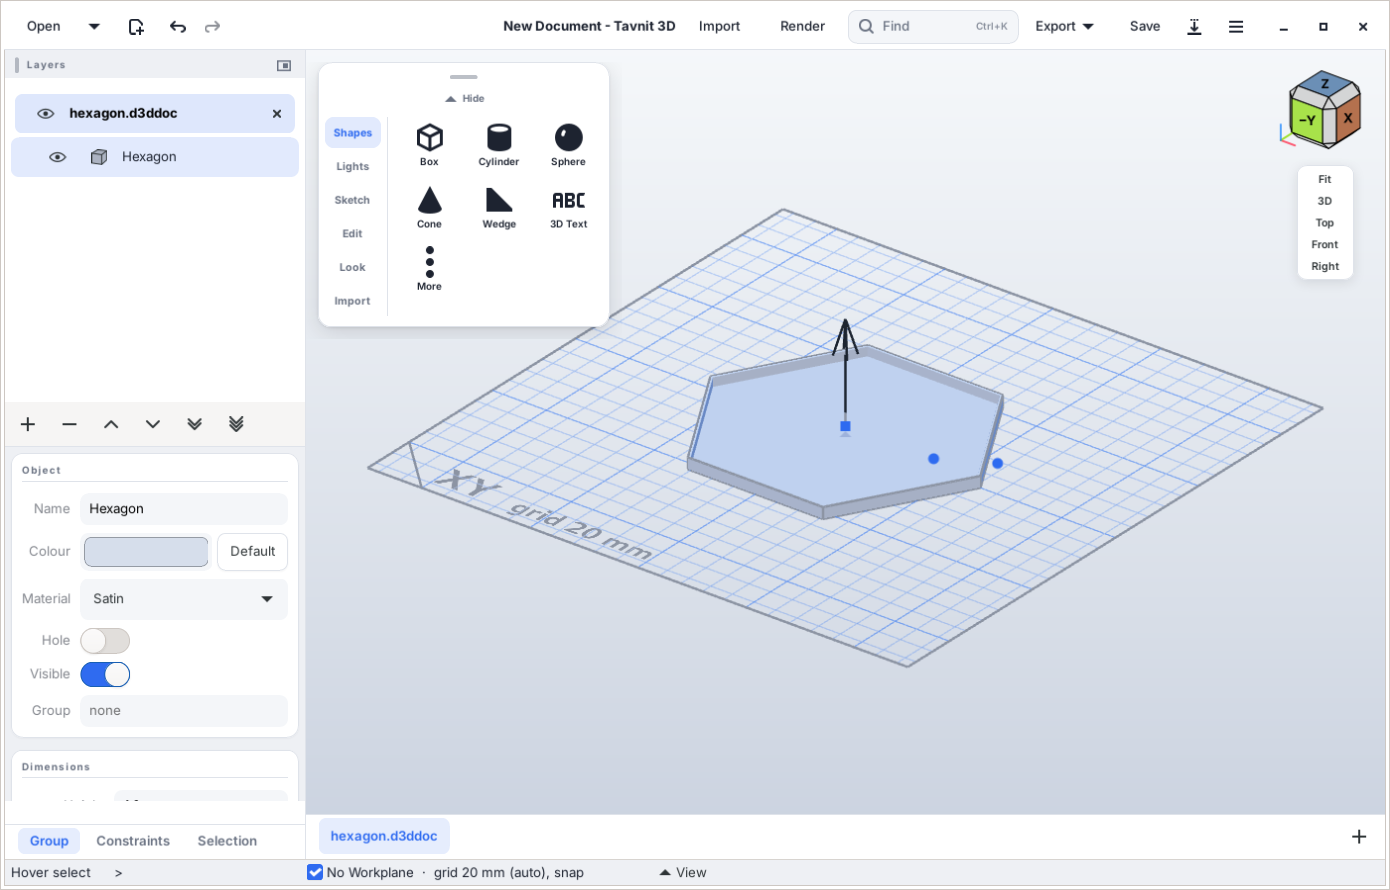 Open
New Document - Tavnit 3D
Import
Render
Find
Ctrl+K
Export
Save
Layers
hexagon.d3ddoc
Hexagon
Object
Name
Hexagon
Colour
Default
Material
Satin
Hole
Visible
Group
none
Dimensions
Group
Constraints
Selection
Hide
Shapes
Lights
Sketch
Edit
Look
Import
Box
Cylinder
Sphere
Cone
Wedge
ABC
3D Text
More
Z
-Y
X
Fit
3D
Top
Front
Right
XY
grid 20 mm
hexagon.d3ddoc
Hover select >
No Workplane · grid 20 mm (auto), snap
View